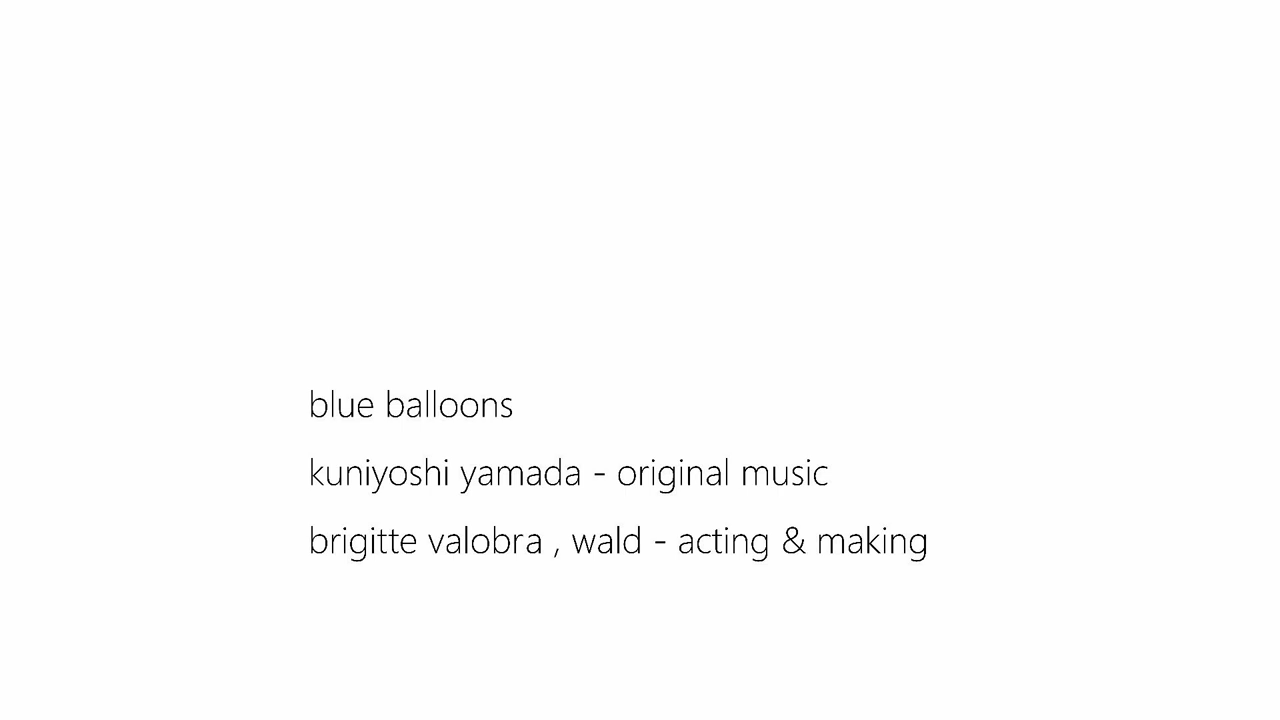 blue balloons
kuniyoshi yamada - original music
brigitte valobra , wald - acting & making